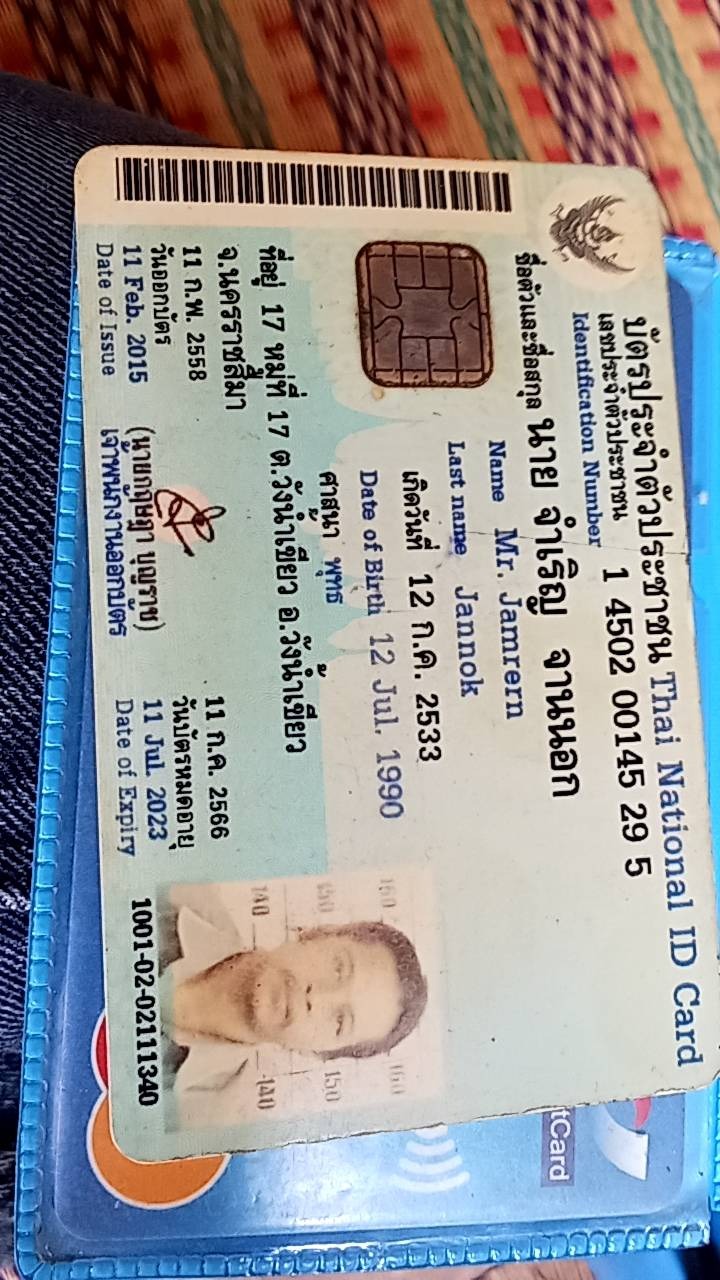 บัตรประจำตัวประชาชน Thai National ID Card
เลขประจำตัวประชาชน 1 4502 00145 29 5
Identification Number
ชื่อตัวและชื่อสกุล นาย จำเริญ จานนอก
Name Mr. Jamrern
Last name Jannok
เกิดวันที่ 12 ก.ค. 2533
Date of Birth 12 Jul. 1990
ศาสนา พุทธ
ที่อยู่ 17 หมู่ที่ 17 ต.วังน้ำเขียว อ.วังน้ำเขียว
จ.นครราชสีมา
11 ก.พ. 2558
วันออกบัตร
11 Feb. 2015
Date of Issue
(นายกฤษฎา บุญราช)
เจ้าพนักงานออกบัตร
11 ก.ค. 2566
วันบัตรหมดอายุ
11 Jul. 2023
Date of Expiry
160 160
150 150
140 140
1001-02-02111340
tCard